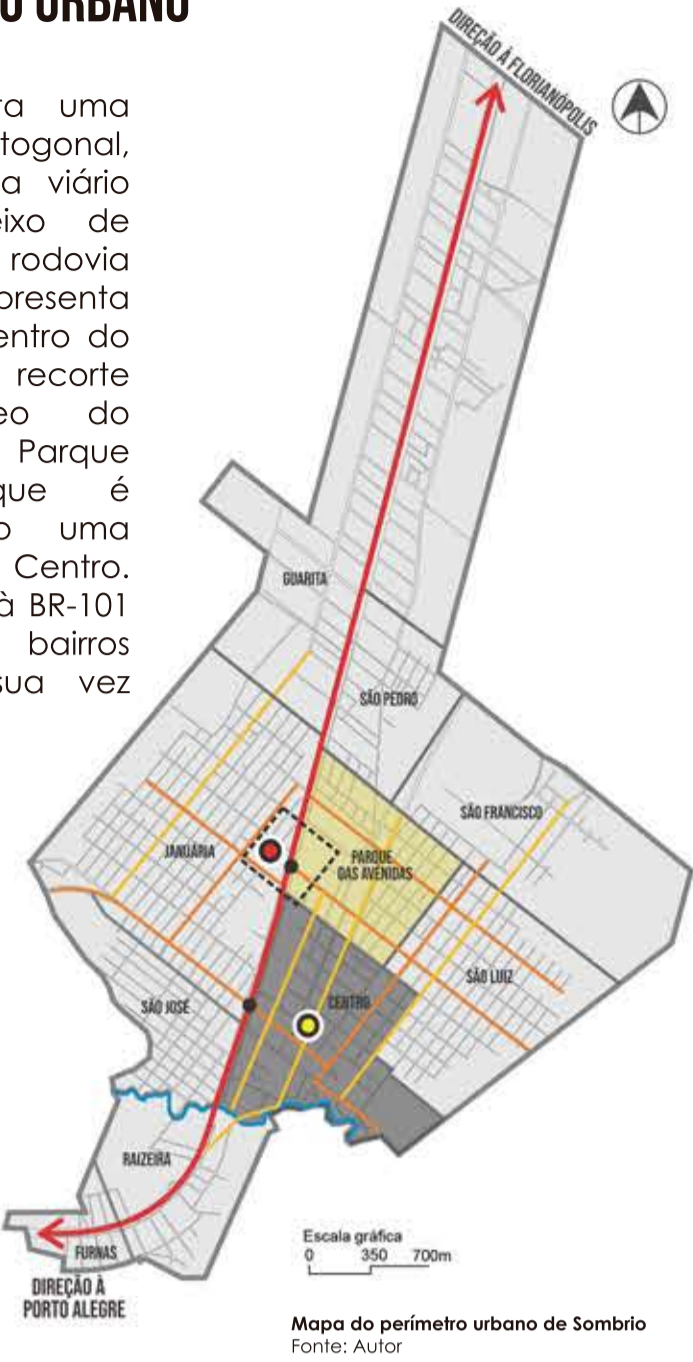 O URBANO
ra uma
togonal,
a viário
eixo de
rodovia
presenta
entro do
recorte
eo do
Parque
que é
o uma
Centro.
à BR-101
bairros
sua vez
DIREÇÃO À FLORIANÓPOLIS
GUARITA
SÃO PEDRO
SÃO FRANCISCO
JANUÁRIA
PARQUE
DAS AVENIDAS
SÃO LUIZ
CENTRO
SÃO JOSÉ
RAIZEIRA
FURNAS
DIREÇÃO À
PORTO ALEGRE
Escala gráfica
0 350 700m
Mapa do perímetro urbano de Sombrio
Fonte: Autor